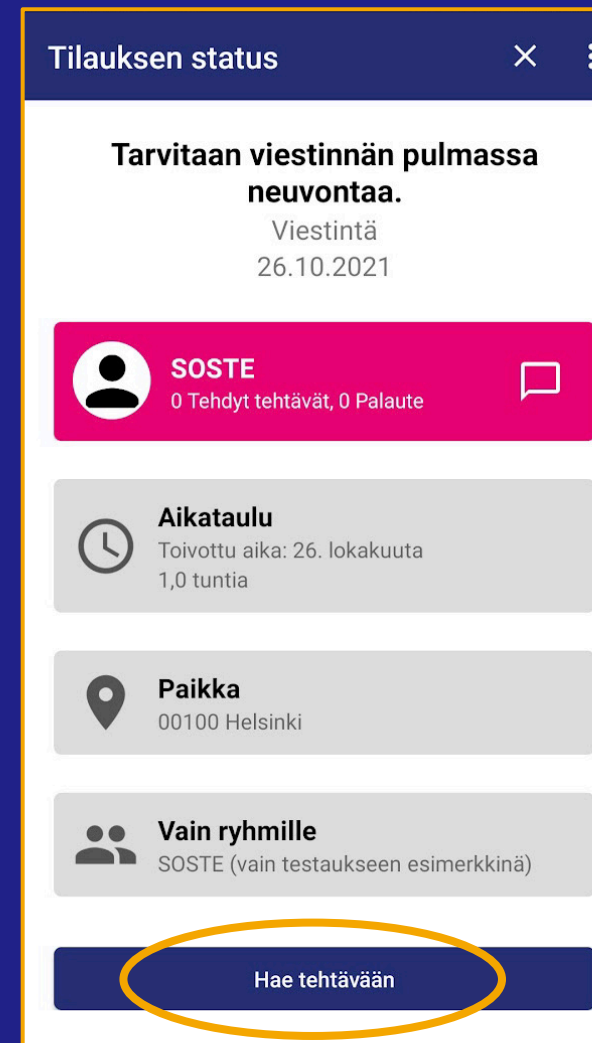 Tilauksen status
Tarvitaan viestinnän pulmassa
neuvontaa.
Viestintä
26.10.2021
SOSTE
0 Tehdyt tehtävät, 0 Palaute
Aikataulu
Toivottu aika: 26. lokakuuta
1,0 tuntia
Paikka
00100 Helsinki
Vain ryhmille
SOSTE (vain testaukseen esimerkkinä)
Hae tehtävään